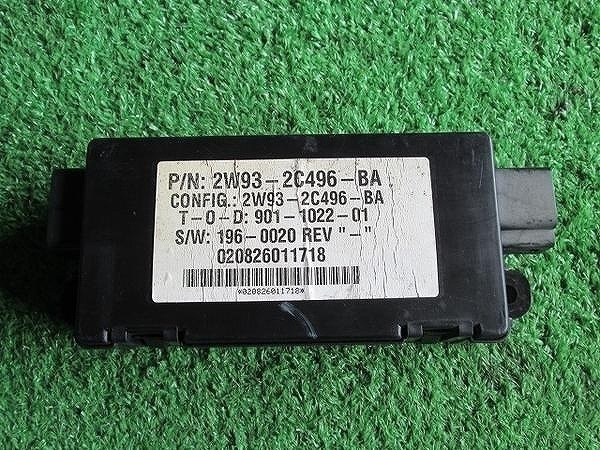 P/N: 2W93-2C496-BA
CONFIG.: 2W93-2C496-BA
T-O-D: 901-1022-01
S/W: 196-0020 REV "-"
020826011718
*020826011718*